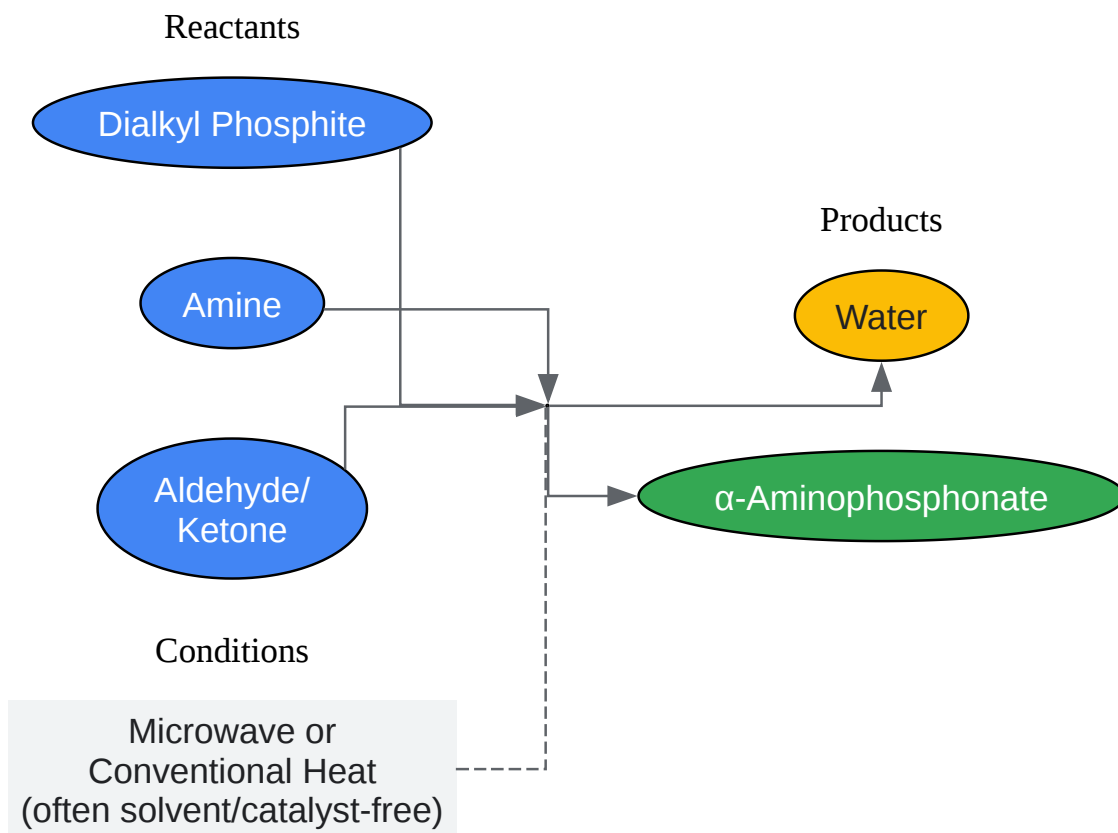 Reactants
Dialkyl Phosphite
Amine
Aldehyde/
Ketone
Products
Water
α-Aminophosphonate
Conditions
Microwave or
Conventional Heat
(often solvent/catalyst-free)